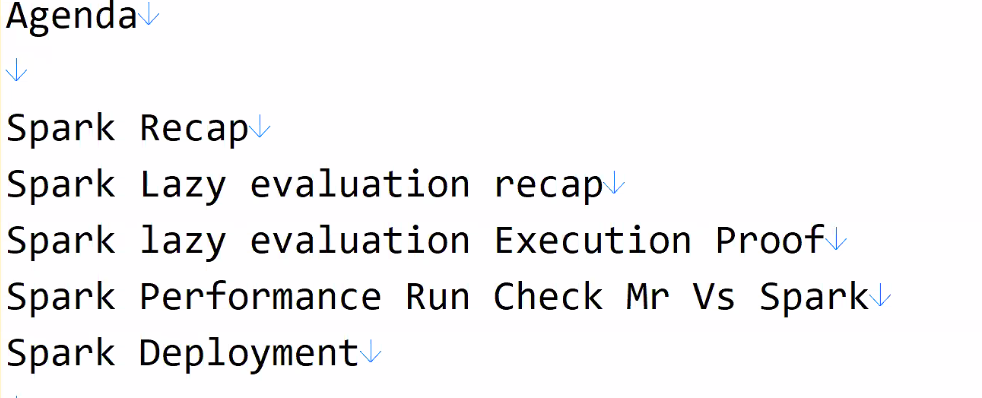 Agenda
Spark Recap
Spark Lazy evaluation recap
Spark lazy evaluation Execution Proof
Spark Performance Run Check Mr Vs Spark
Spark Deployment